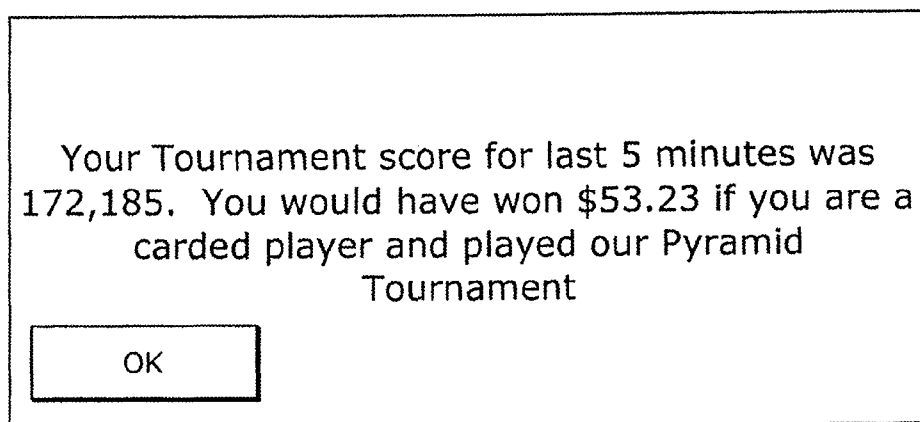 Your Tournament score for last 5 minutes was
172,185.  You would have won $53.23 if you are a
carded player and played our Pyramid
Tournament
OK